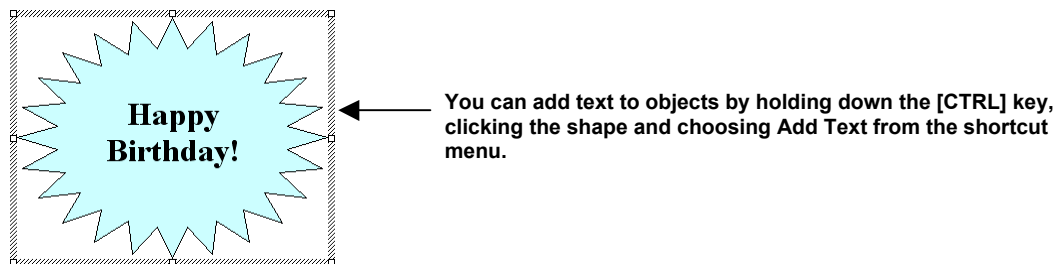 Happy
Birthday!
You can add text to objects by holding down the [CTRL] key,
clicking the shape and choosing Add Text from the shortcut
menu.